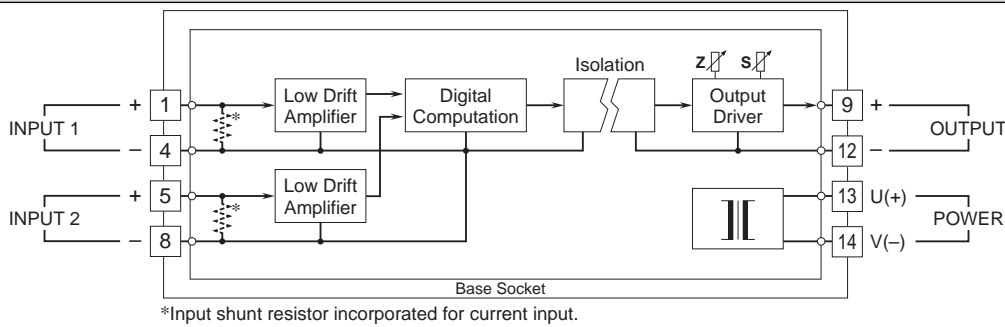 Isolation
Z S
INPUT 1
+ 1
– 4
*
Low Drift
Amplifier
Digital
Computation
Output
Driver
9 +
12 –
OUTPUT
INPUT 2
+ 5
– 8
*
Low Drift
Amplifier
13 U(+)
14 V(–)
POWER
Base Socket
*Input shunt resistor incorporated for current input.